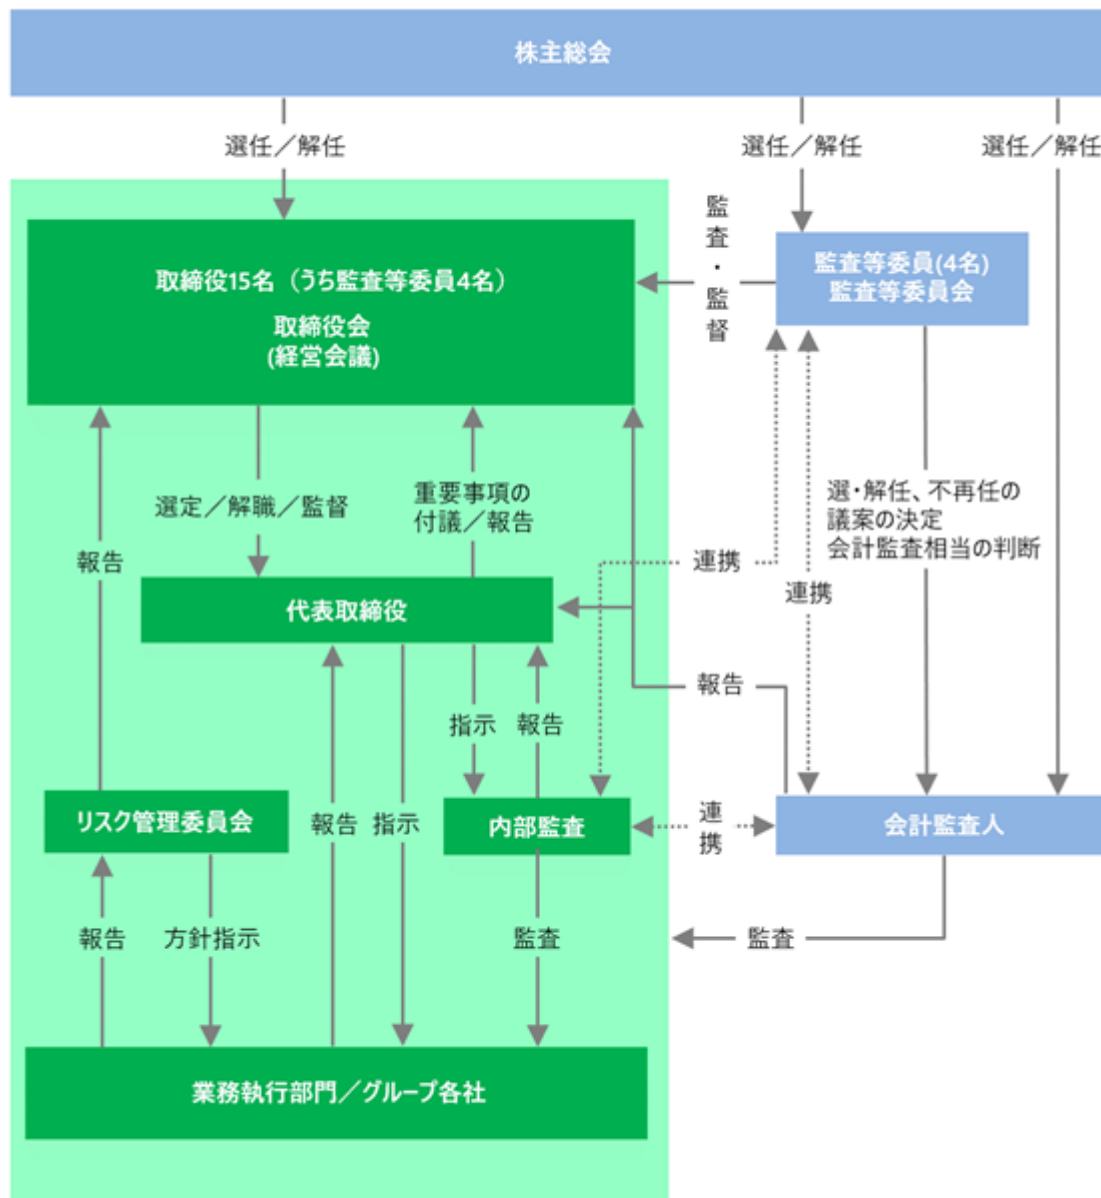 株主総会
選任／解任
選任／解任
選任／解任
取締役15名（うち監査等委員4名）
取締役会
(経営会議)
監査・監督
監査等委員(4名)
監査等委員会
選定／解職／監督
重要事項の
付議／報告
選・解任、不再任の
議案の決定
会計監査相当の判断
報告
連携
連携
代表取締役
報告
指示
報告
リスク管理委員会
報告
指示
内部監査
連携
会計監査人
報告
方針指示
監査
監査
業務執行部門／グループ各社